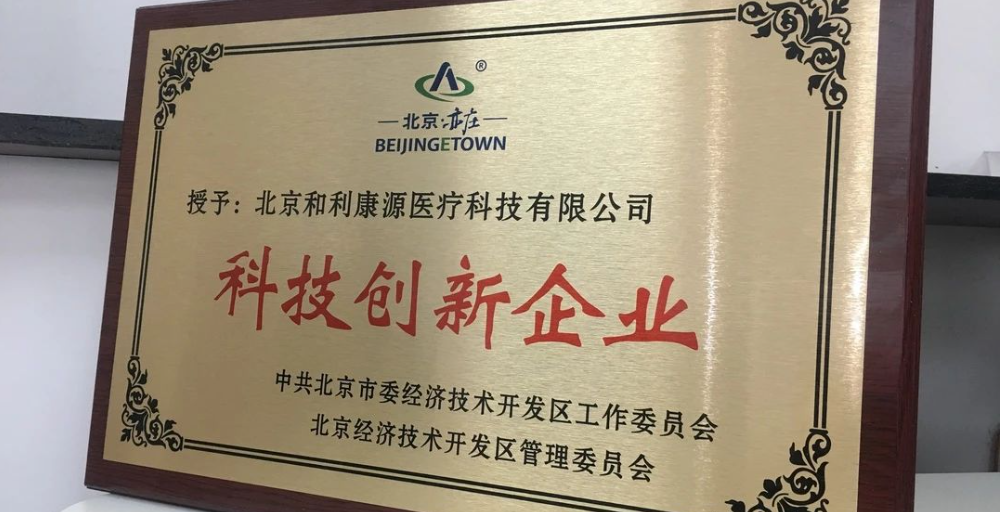 ®
北京·亦庄
BEIJINGETOWN
授予：北京和利康源医疗科技有限公司
科技创新企业
中共北京市委经济技术开发区工作委员会
北京经济技术开发区管理委员会